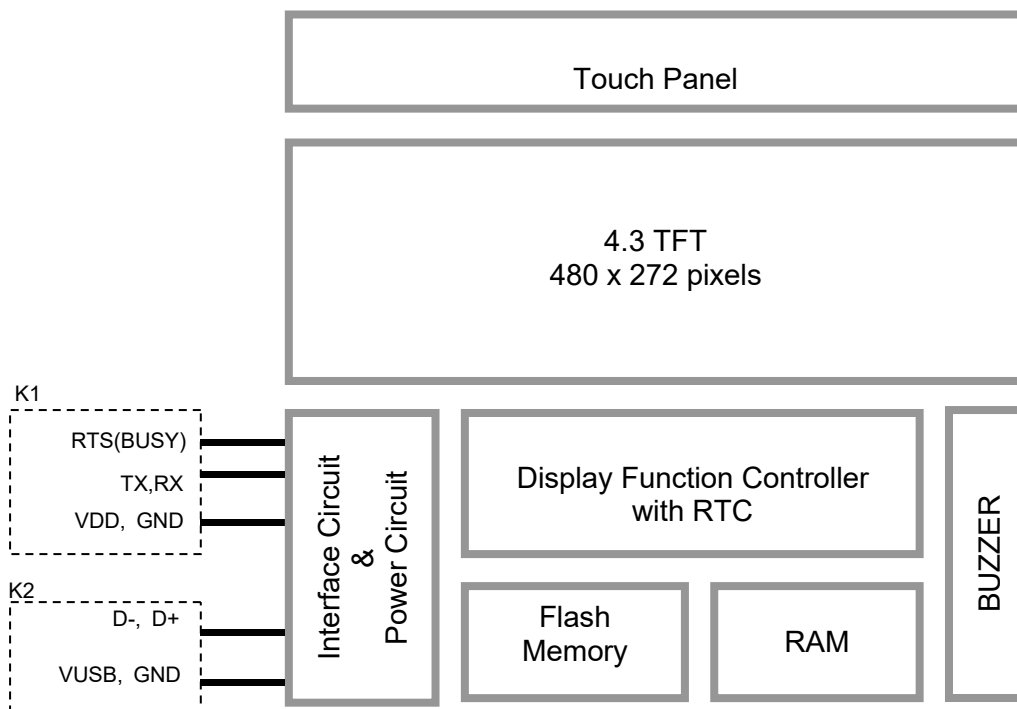 Touch Panel
4.3 TFT
480 x 272 pixels
K1
RTS(BUSY)
TX,RX
VDD, GND
K2
D-, D+
VUSB, GND
Interface Circuit
&
Power Circuit
Display Function Controller
with RTC
Flash
Memory
RAM
BUZZER